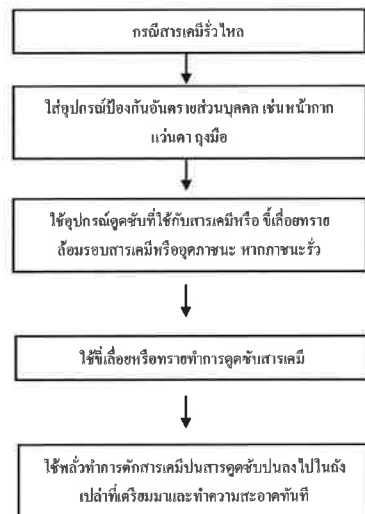 กรณีสารเคมีรั่วไหล
ใส่อุปกรณ์ป้องกันอันตรายส่วนบุคคล เช่นหน้ากาก
แว่นตา ถุงมือ
ใช้อุปกรณ์ดูดซับที่ใช้กับสารเคมีหรือ ขี้เลื่อยทราย
ล้อมรอบสารเคมีหรืออุดภาชนะ หากภาชนะรั่ว
ใช้ขี้เลื่อยหรือทรายทำการดูดซับสารเคมี
ใช้พลั่วทำการตักสารเคมีปนสารดูดซับปนลงไปในถัง
เปล่าที่เตรียมมาและทำความสะอาดทันที